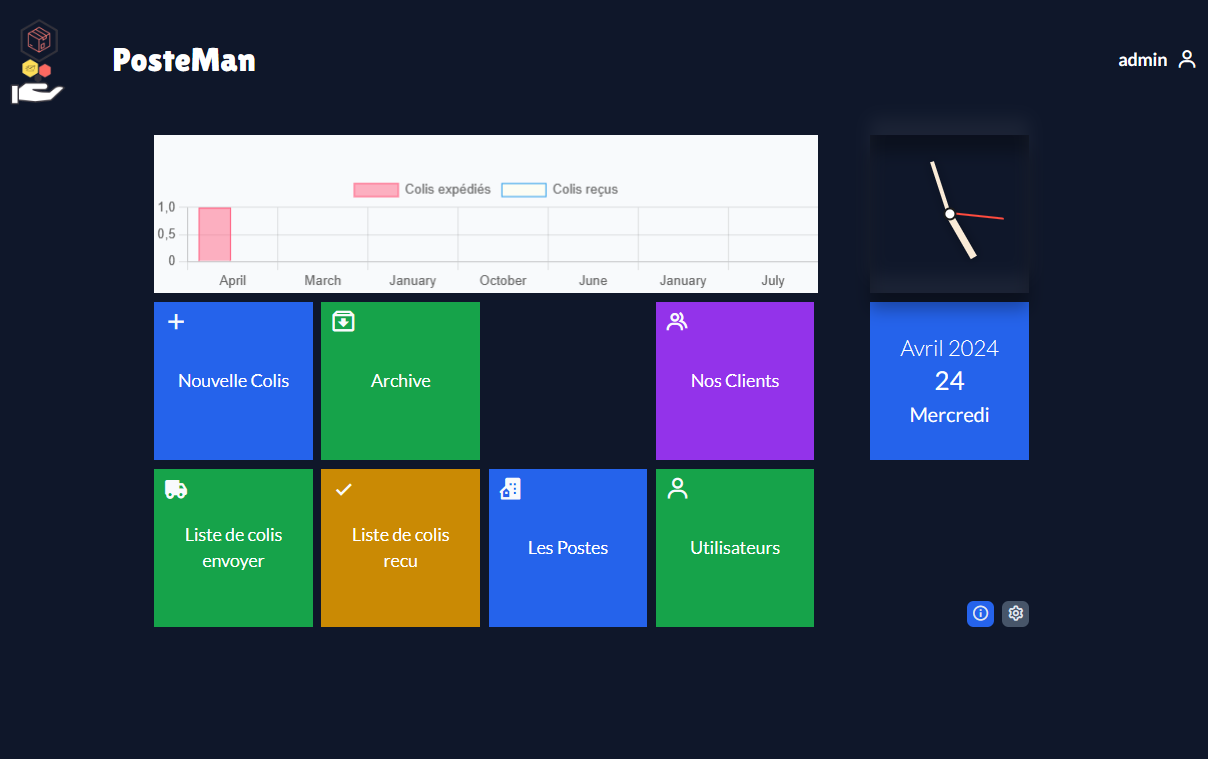 PosteMan
admin
Colis expédiés Colis reçus
1,0
0,5
0
April March January October June January July
Nouvelle Colis
Archive
Nos Clients
Avril 2024
24
Mercredi
Liste de colis
envoyer
Liste de colis
recu
Les Postes
Utilisateurs